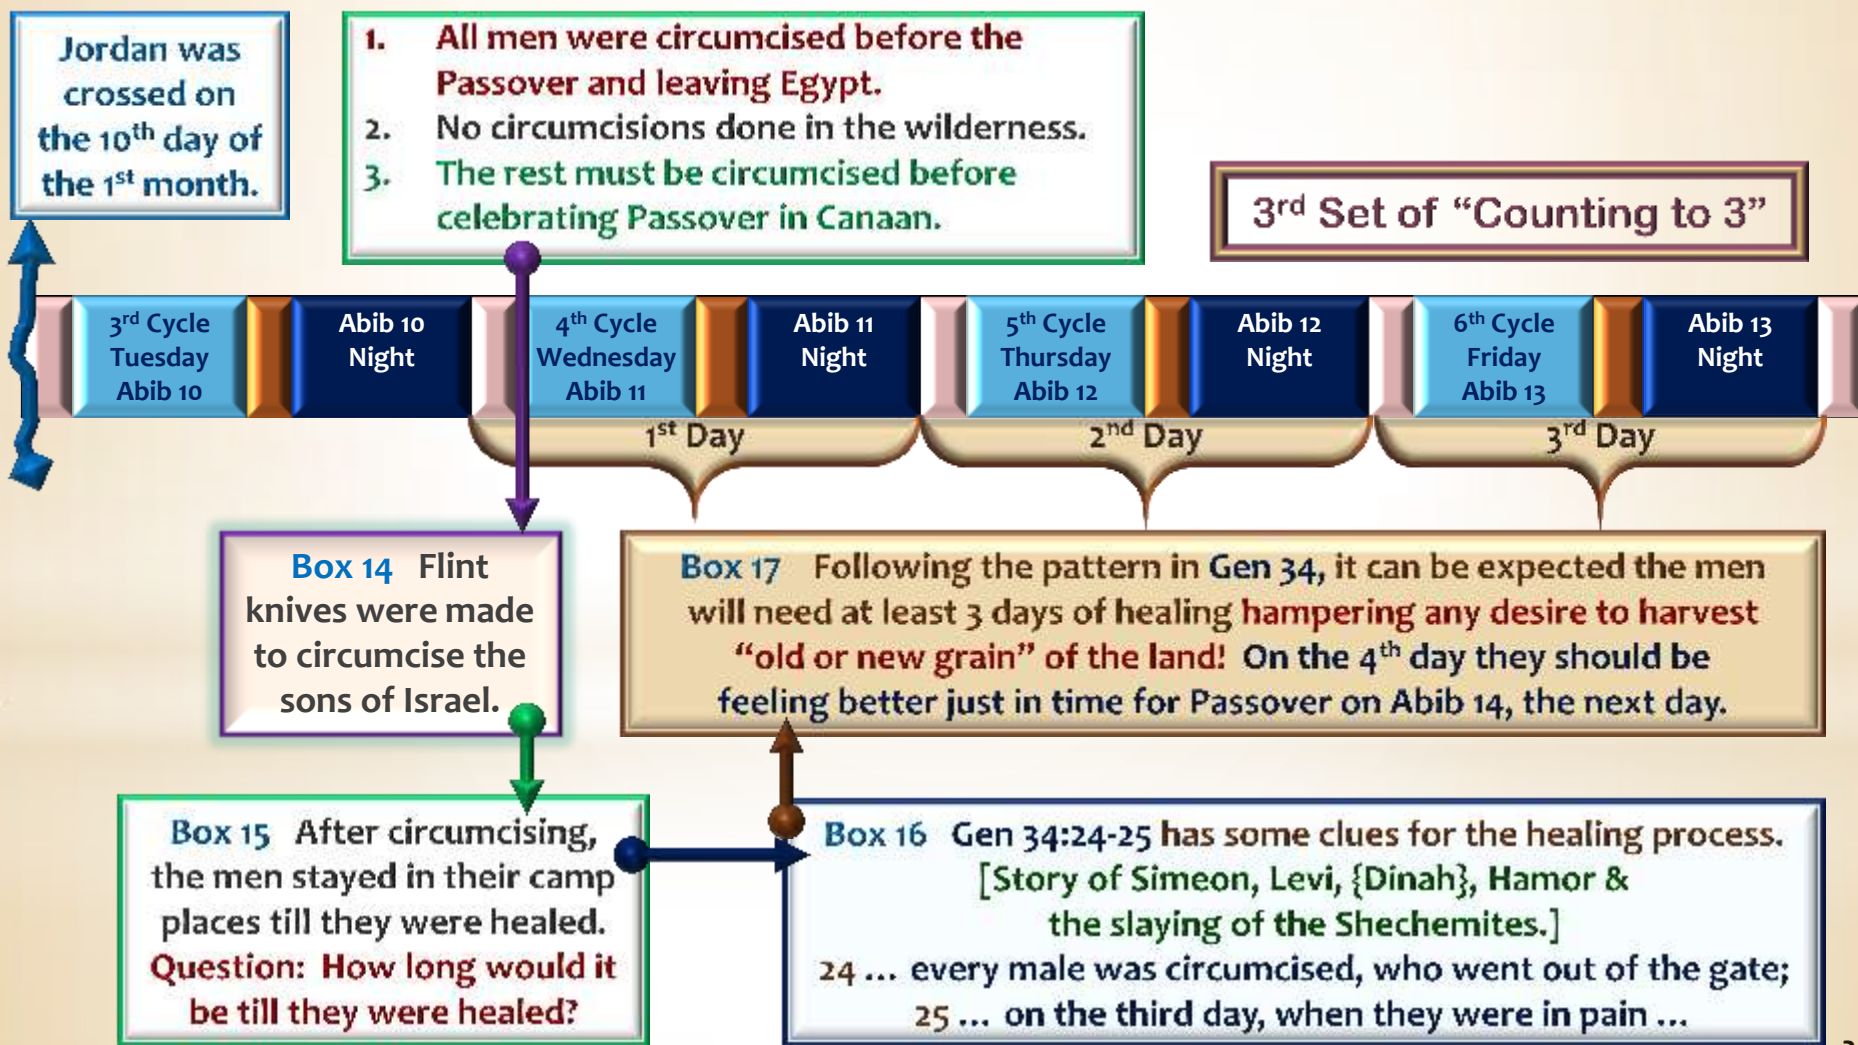 Jordan was
crossed on
the 10th day of
the 1st month.
1. All men were circumcised before the
Passover and leaving Egypt.
2. No circumcisions done in the wilderness.
3. The rest must be circumcised before
celebrating Passover in Canaan.
3rd Set of “Counting to 3”
3rd Cycle
Tuesday
Abib 10
Abib 10
Night
4th Cycle
Wednesday
Abib 11
Abib 11
Night
5th Cycle
Thursday
Abib 12
Abib 12
Night
6th Cycle
Friday
Abib 13
Abib 13
Night
1st Day
2nd Day
3rd Day
Box 14 Flint
knives were made
to circumcise the
sons of Israel.
Box 17 Following the pattern in Gen 34, it can be expected the men
will need at least 3 days of healing hampering any desire to harvest
“old or new grain” of the land! On the 4th day they should be
feeling better just in time for Passover on Abib 14, the next day.
Box 15 After circumcising,
the men stayed in their camp
places till they were healed.
Question: How long would it
be till they were healed?
Box 16 Gen 34:24-25 has some clues for the healing process.
[Story of Simeon, Levi, {Dinah}, Hamor &
the slaying of the Shechemites.]
24 ... every male was circumcised, who went out of the gate;
25 ... on the third day, when they were in pain ...